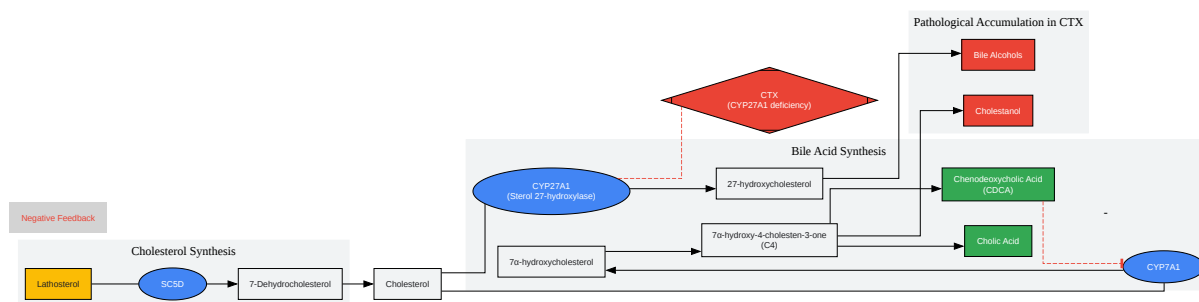 Pathological Accumulation in CTX
Bile Alcohols
CTX
(CYP27A1 deficiency)
Cholestanol
Bile Acid Synthesis
CYP27A1
(Sterol 27-hydroxylase)
27-hydroxycholesterol
Chenodeoxycholic Acid
(CDCA)
Negative Feedback
-
7α-hydroxy-4-cholesten-3-one
(C4)
Cholic Acid
Cholesterol Synthesis
7α-hydroxycholesterol
CYP7A1
Lathosterol
SC5D
7-Dehydrocholesterol
Cholesterol